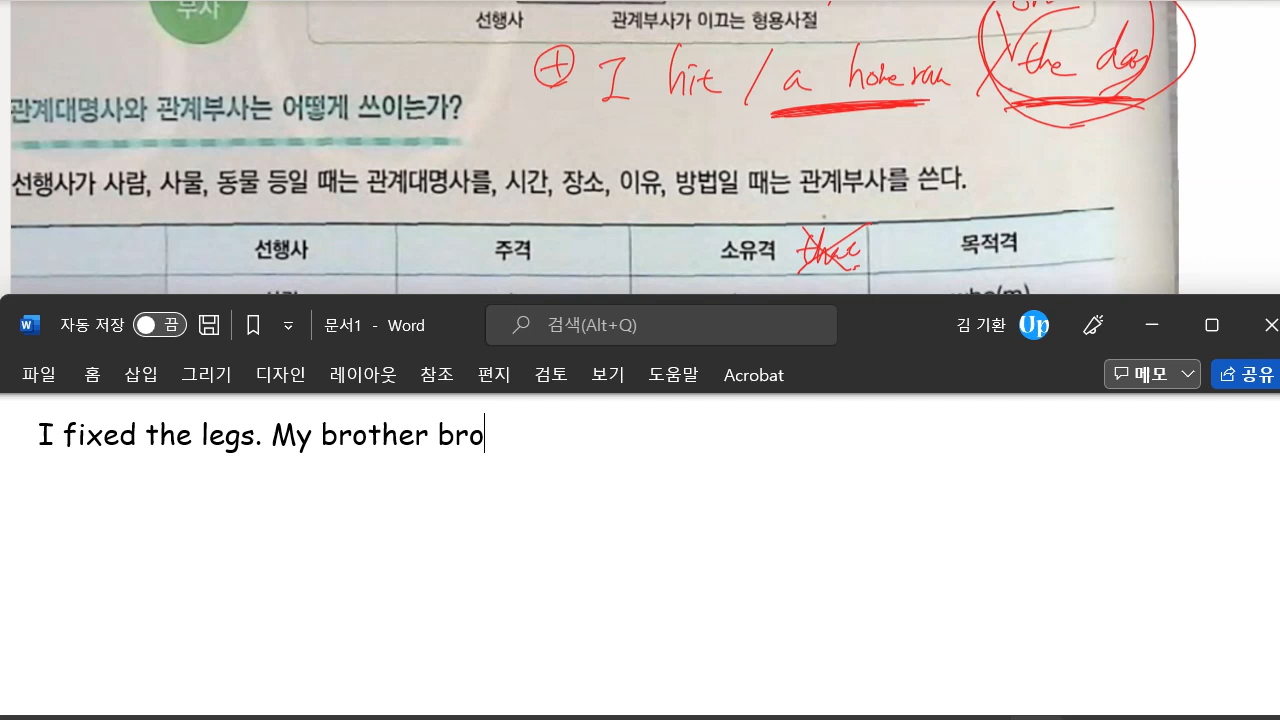 부사
선행사 관계부사가 이끄는 형용사절
+ I hit / a home run the day
관계대명사와 관계부사는 어떻게 쓰이는가?
선행사가 사람, 사물, 동물 등일 때는 관계대명사를, 시간, 장소, 이유, 방법일 때는 관계부사를 쓴다.
선행사 주격 소유격 that 목적격
who(m)
자동 저장 끔 문서1 - Word 검색(Alt+Q) 김 기환 Up
파일 홈 삽입 그리기 디자인 레이아웃 참조 편지 검토 보기 도움말 Acrobat 메모 공유
I fixed the legs. My brother bro